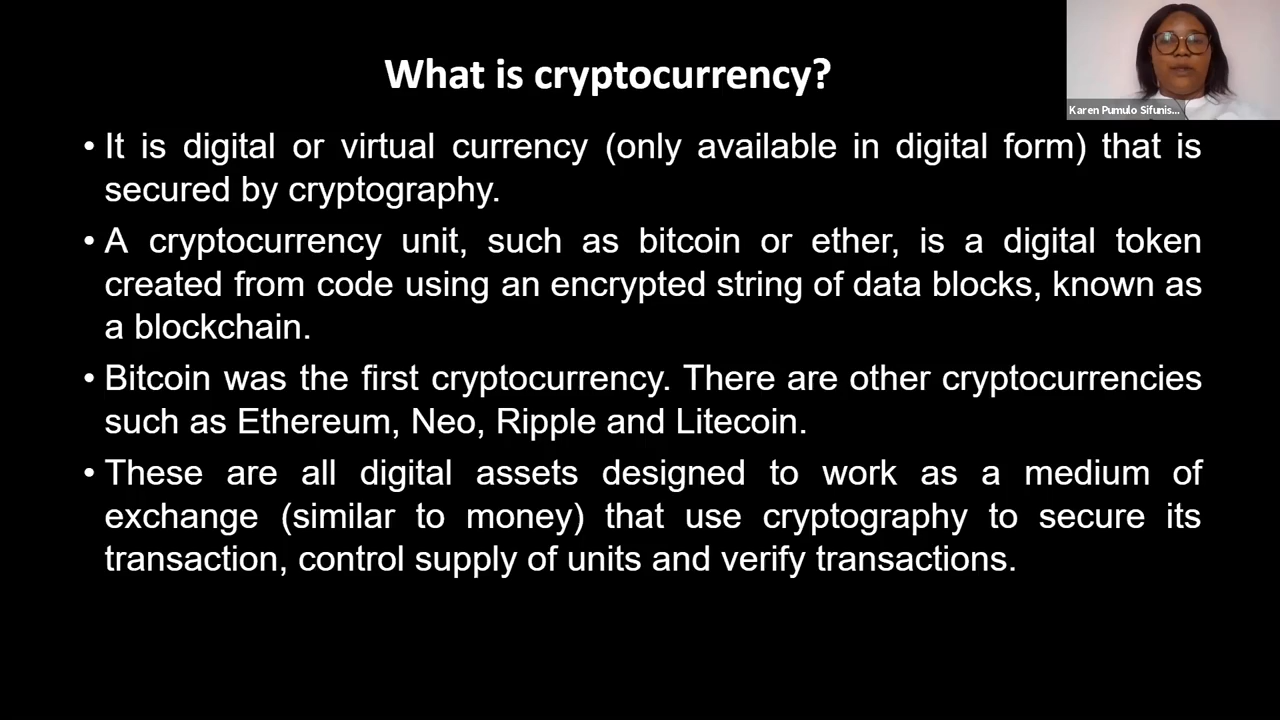 What is cryptocurrency?
Karen Pumulo Sifunis...
• It is digital or virtual currency (only available in digital form) that is
secured by cryptography.
• A cryptocurrency unit, such as bitcoin or ether, is a digital token
created from code using an encrypted string of data blocks, known as
a blockchain.
• Bitcoin was the first cryptocurrency. There are other cryptocurrencies
such as Ethereum, Neo, Ripple and Litecoin.
• These are all digital assets designed to work as a medium of
exchange (similar to money) that use cryptography to secure its
transaction, control supply of units and verify transactions.